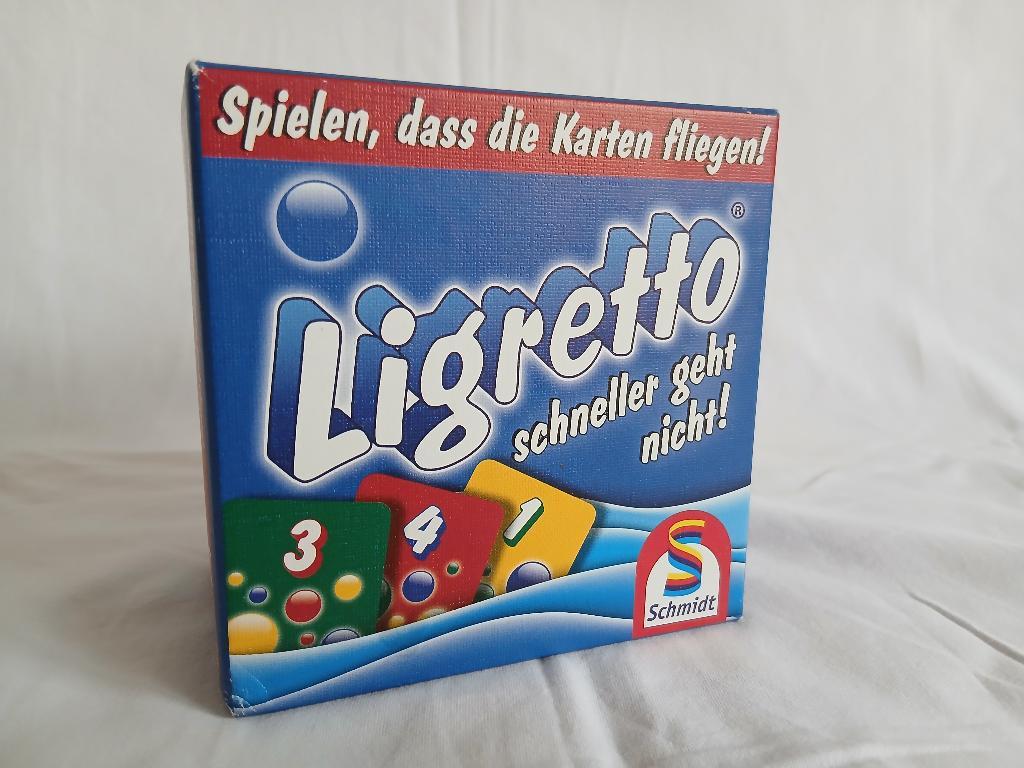 Spielen, dass die Karten fliegen!
Ligretto®
schneller geht
nicht!
3
4
1
Schmidt